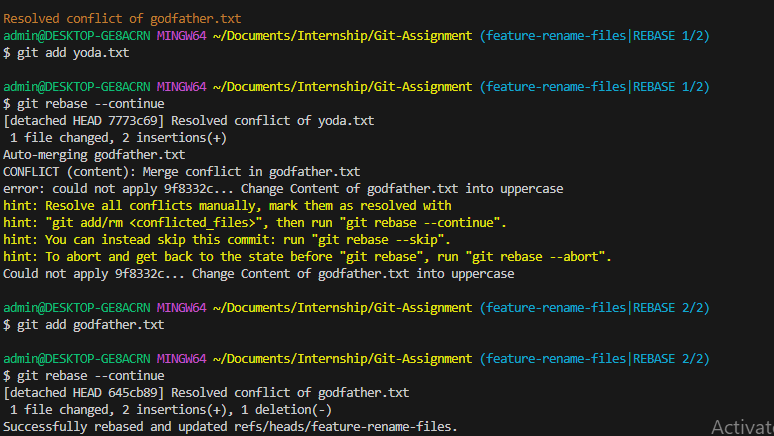 Resolved conflict of godfather.txt
admin@DESKTOP-GE8ACRN MINGW64 ~/Documents/Internship/Git-Assignment (feature-rename-files|REBASE 1/2)
$ git add yoda.txt
admin@DESKTOP-GE8ACRN MINGW64 ~/Documents/Internship/Git-Assignment (feature-rename-files|REBASE 1/2)
$ git rebase --continue
[detached HEAD 7773c69] Resolved conflict of yoda.txt
 1 file changed, 2 insertions(+)
Auto-merging godfather.txt
CONFLICT (content): Merge conflict in godfather.txt
error: could not apply 9f8332c... Change Content of godfather.txt into uppercase
hint: Resolve all conflicts manually, mark them as resolved with
hint: "git add/rm <conflicted_files>", then run "git rebase --continue".
hint: You can instead skip this commit: run "git rebase --skip".
hint: To abort and get back to the state before "git rebase", run "git rebase --abort".
Could not apply 9f8332c... Change Content of godfather.txt into uppercase
admin@DESKTOP-GE8ACRN MINGW64 ~/Documents/Internship/Git-Assignment (feature-rename-files|REBASE 2/2)
$ git add godfather.txt
admin@DESKTOP-GE8ACRN MINGW64 ~/Documents/Internship/Git-Assignment (feature-rename-files|REBASE 2/2)
$ git rebase --continue
[detached HEAD 645cb89] Resolved conflict of godfather.txt
 1 file changed, 2 insertions(+), 1 deletion(-)
Successfully rebased and updated refs/heads/feature-rename-files.
Activate